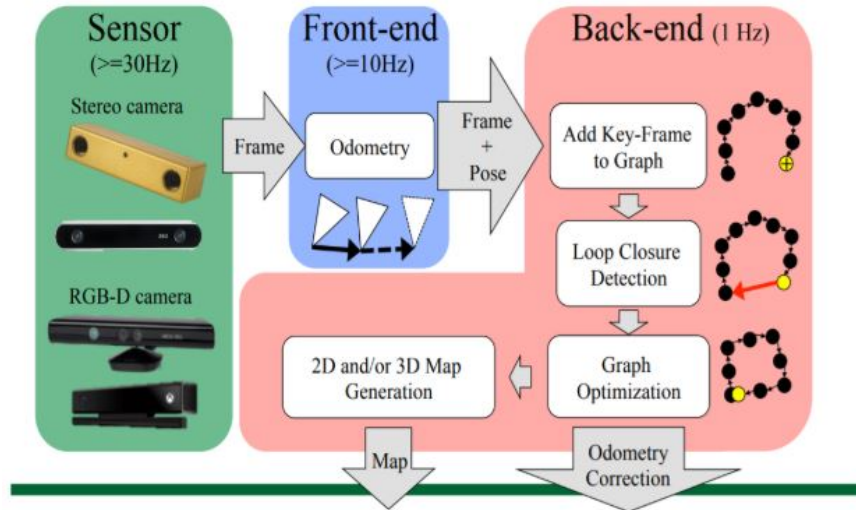 Sensor
(>=30Hz)
Stereo camera
RGB-D camera
Frame
Front-end
(>=10Hz)
Odometry
Frame
+
Pose
Back-end (1 Hz)
Add Key-Frame
to Graph
Loop Closure
Detection
Graph
Optimization
2D and/or 3D Map
Generation
Map
Odometry
Correction